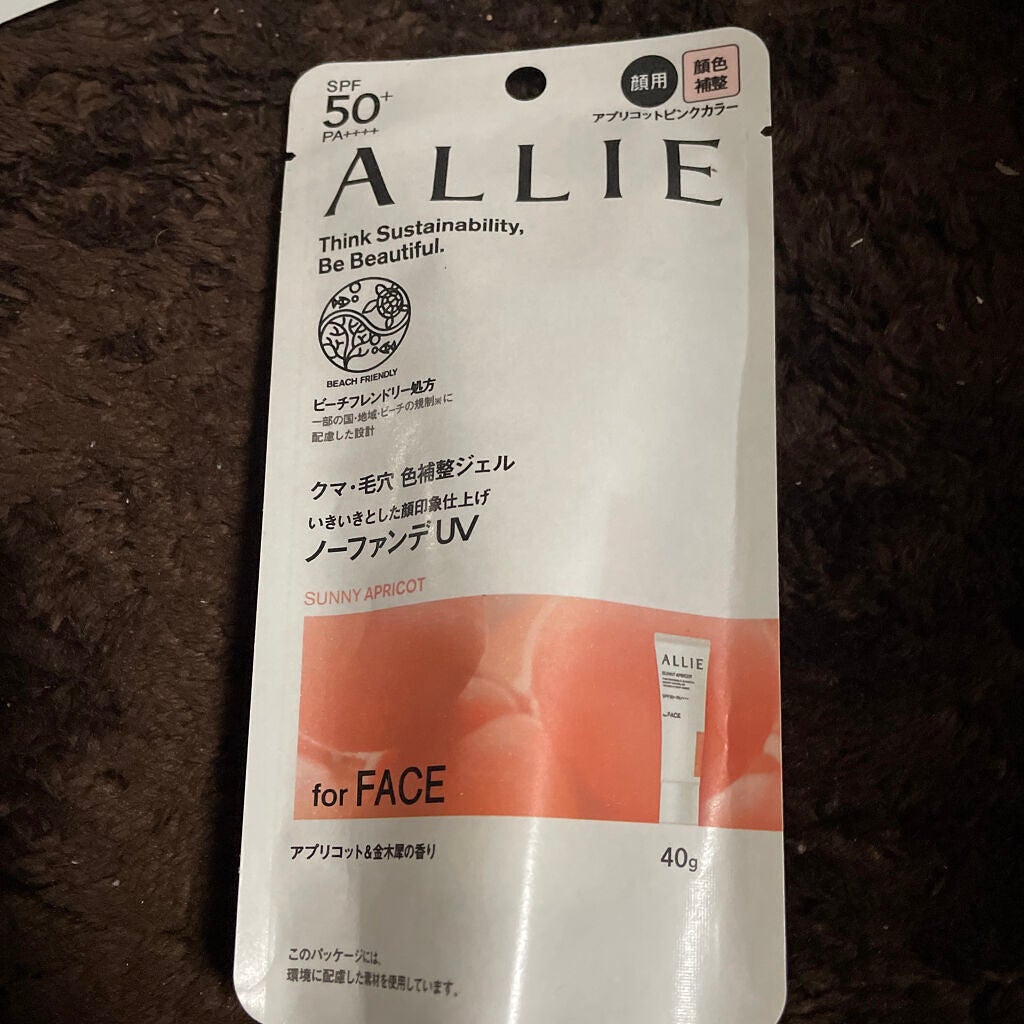 SPF
50+
PA++++
顔用
顔色
補整
アプリコットピンクカラー
ALLIE
Think Sustainability,
Be Beautiful.
BEACH FRIENDLY
ビーチフレンドリー処方
一部の国・地域・ビーチの規制※に
配慮した設計
クマ・毛穴 色補整ジェル
いきいきとした顔印象仕上げ
ノーファンデUV
SUNNY APRICOT
ALLIE
SUNNY APRICOT
SPF50+ PA++++
for FACE
for FACE
アプリコット&金木犀の香り
40g
このパッケージには、
環境に配慮した素材を使用しています。